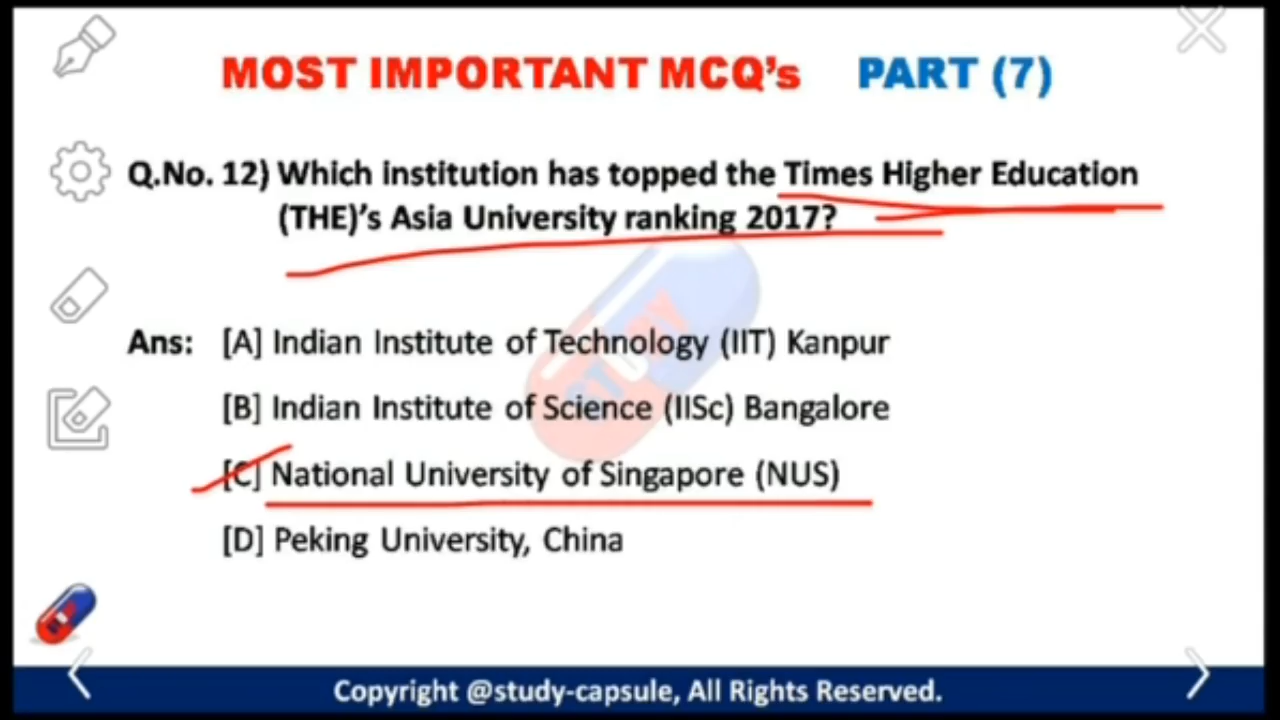 MOST IMPORTANT MCQ's PART (7)
Q.No. 12) Which institution has topped the Times Higher Education
(THE)'s Asia University ranking 2017?
STUDY
Ans: [A] Indian Institute of Technology (IIT) Kanpur
[B] Indian Institute of Science (IISc) Bangalore
[C] National University of Singapore (NUS)
[D] Peking University, China
Copyright @study-capsule, All Rights Reserved.